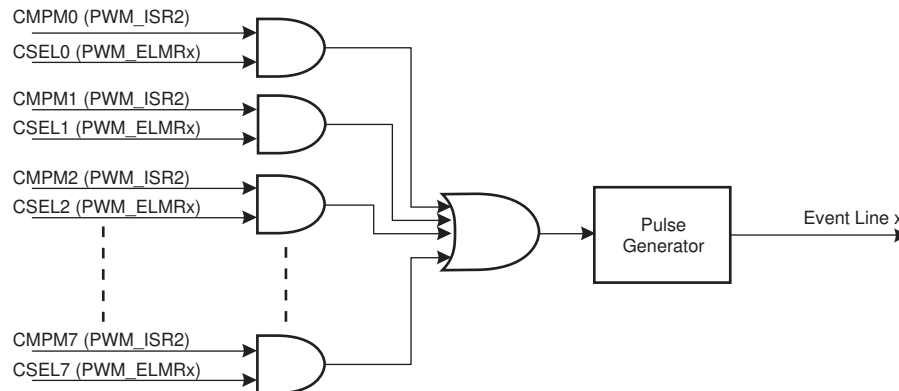 CMPM0 (PWM_ISR2)
CSEL0 (PWM_ELMRx)
CMPM1 (PWM_ISR2)
CSEL1 (PWM_ELMRx)
CMPM2 (PWM_ISR2)
CSEL2 (PWM_ELMRx)
CMPM7 (PWM_ISR2)
CSEL7 (PWM_ELMRx)
Pulse
Generator
Event Line x